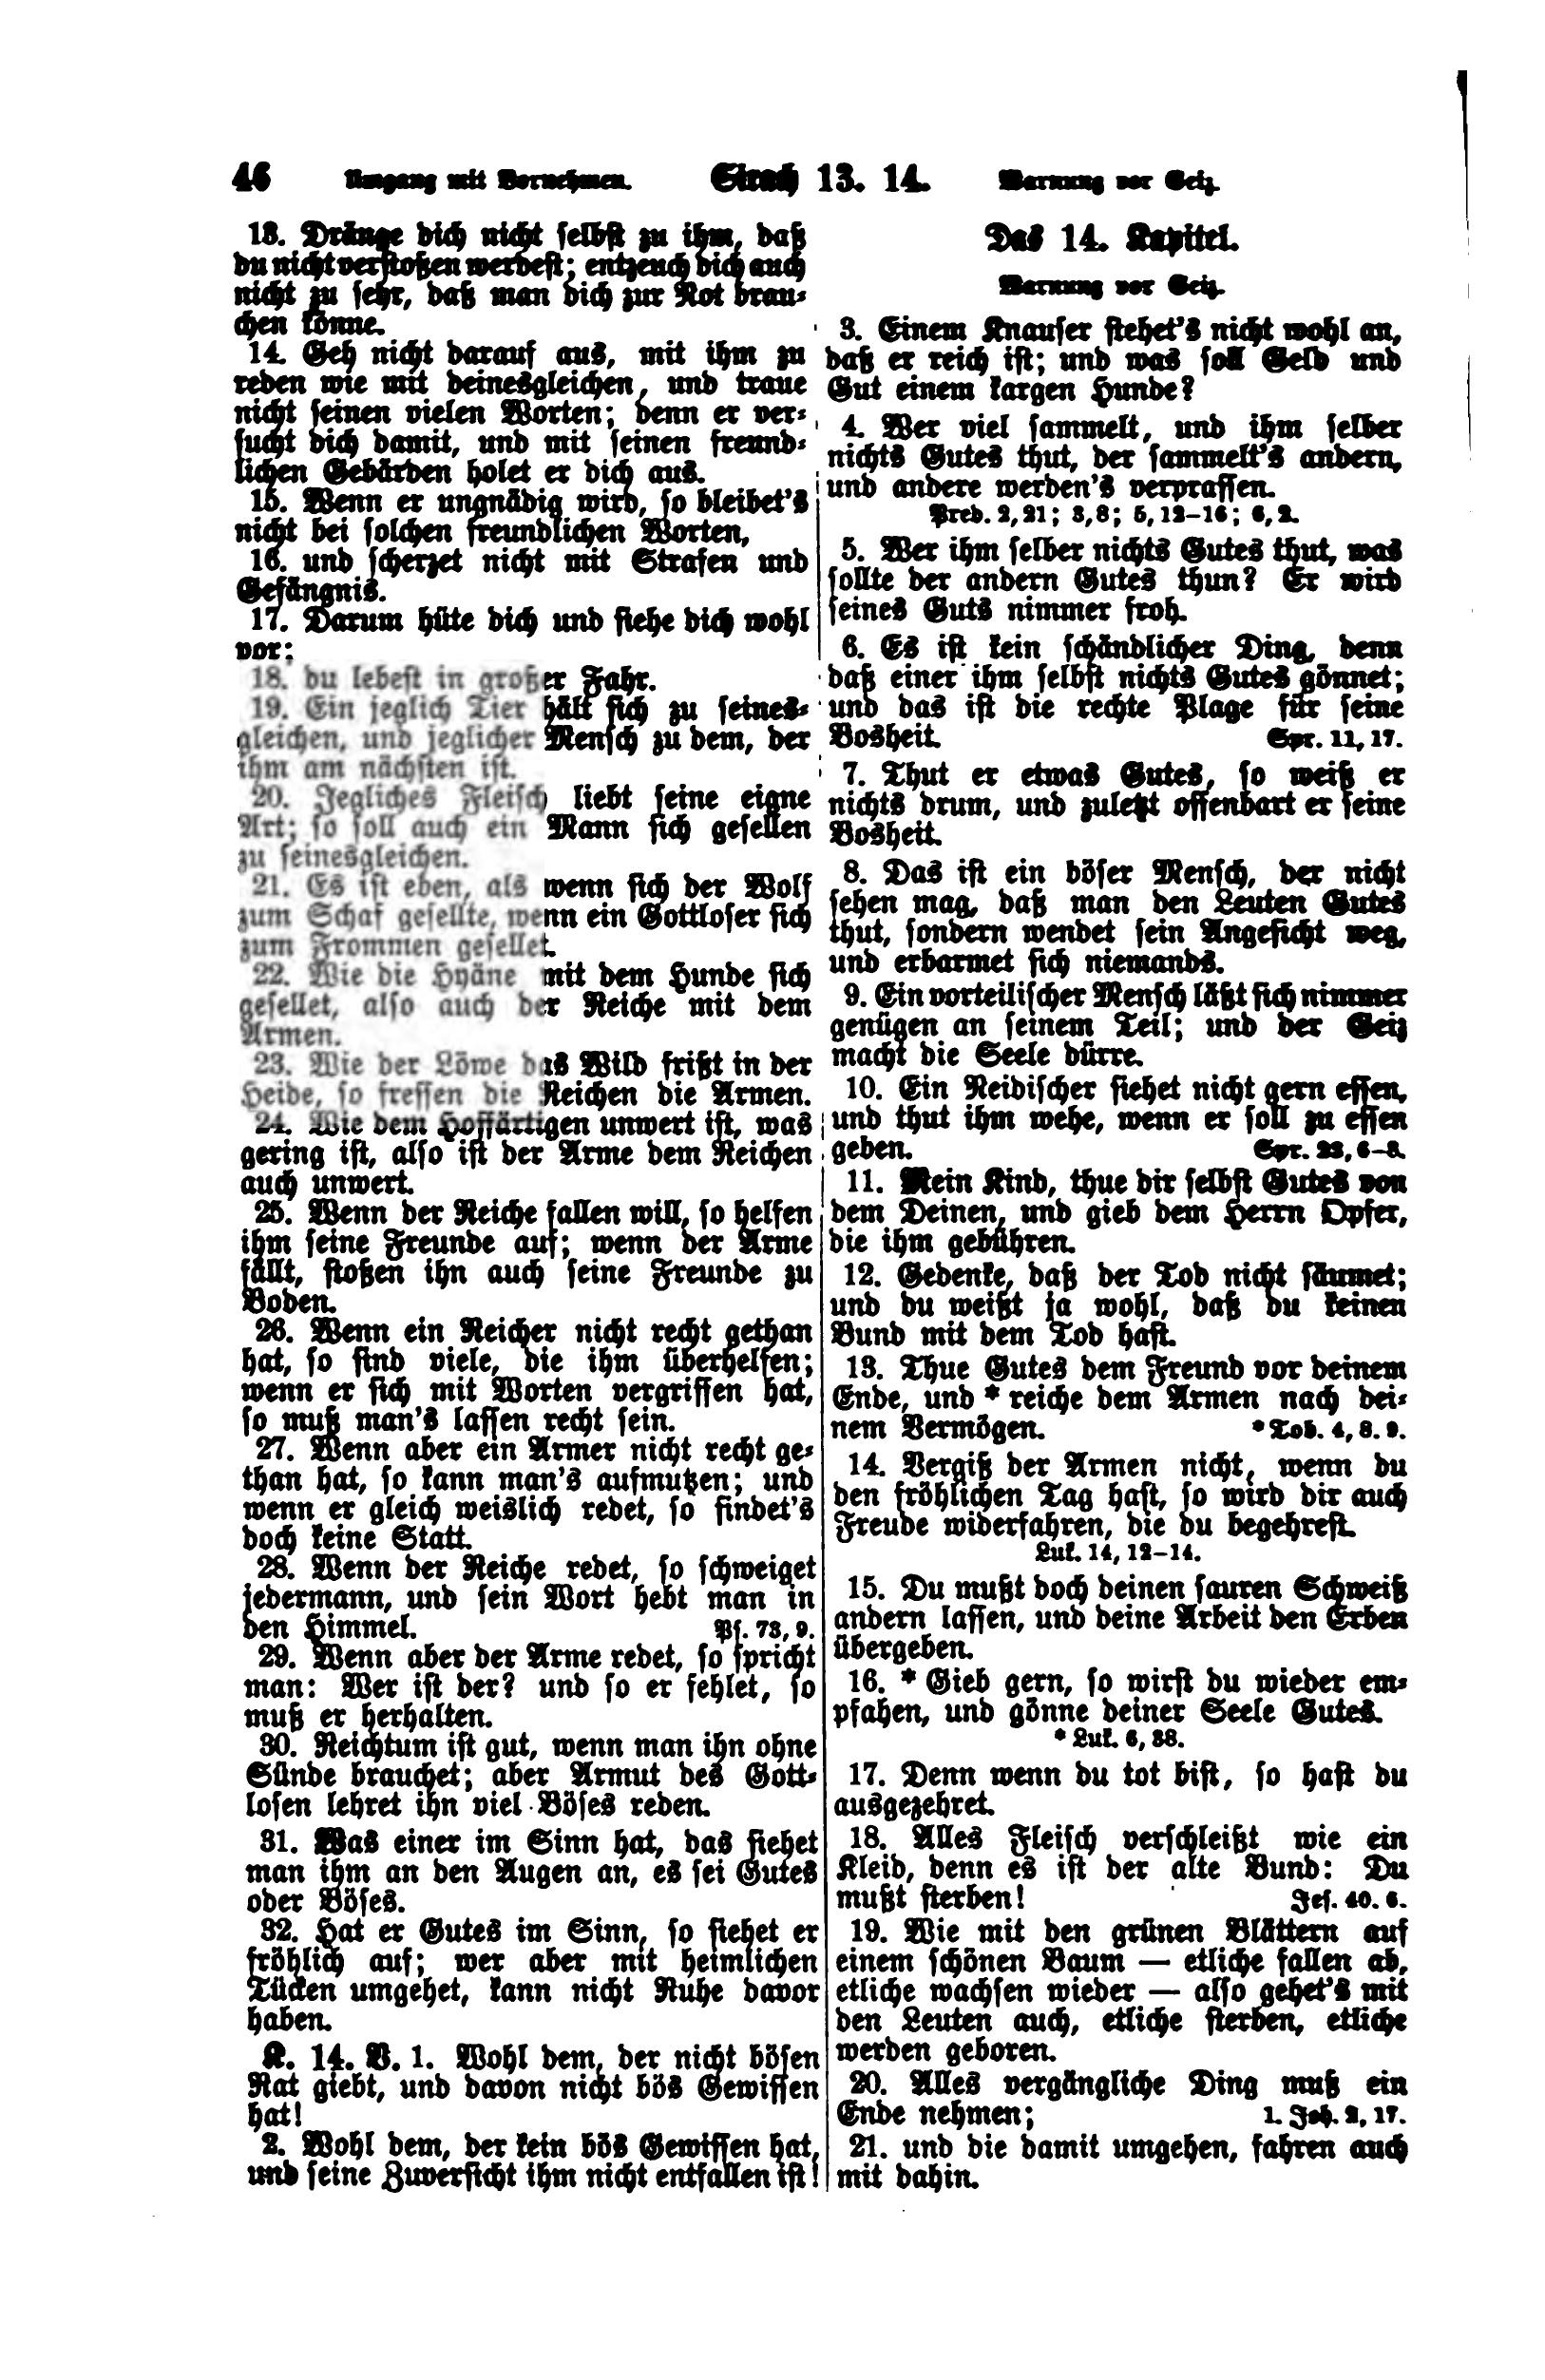 46 Umgang mit Vornehmen. Sirach 13. 14. Warnung vor Geiz.
13. Dränge dich nicht selbst zu ihm, daß
du nicht verstoßen werdest; entzeuch dich auch
nicht zu sehr, daß man dich zur Not brau-
chen könne.
14. Geh nicht darauf aus, mit ihm zu
reden wie mit deinesgleichen, und traue
nicht seinen vielen Worten; denn er ver-
sucht dich damit, und mit seinen freund-
lichen Gebärden holet er dich aus.
15. Wenn er ungnädig wird, so bleibet's
nicht bei solchen freundlichen Worten,
16. und scherzet nicht mit Strafen und
Gefängnis.
17. Darum hüte dich und siehe dich wohl
vor:
18. du lebest in großer Fahr.
19. Ein jeglich Tier hält sich zu seines-
gleichen, und jeglicher Mensch zu dem, der
ihm am nächsten ist.
20. Jegliches Fleisch liebt seine eigne
Art; so soll auch ein Mann sich gesellen
zu seinesgleichen.
21. Es ist eben, als wenn sich der Wolf
zum Schaf gesellte, wenn ein Gottloser sich
zum Frommen gesellet.
22. Wie die Hyäne mit dem Hunde sich
gesellet, also auch der Reiche mit dem
Armen.
23. Wie der Löwe das Wild frißt in der
Heide, so fressen die Reichen die Armen.
24. Wie dem Hoffärtigen unwert ist, was
gering ist, also ist der Arme dem Reichen
auch unwert.
25. Wenn der Reiche fallen will, so helfen
ihm seine Freunde auf; wenn der Arme
fällt, stoßen ihn auch seine Freunde zu
Boden.
26. Wenn ein Reicher nicht recht gethan
hat, so sind viele, die ihm überhelfen;
wenn er sich mit Worten vergriffen hat,
so muß man's lassen recht sein.
27. Wenn aber ein Armer nicht recht ge-
than hat, so kann man's aufmutzen; und
wenn er gleich weislich redet, so findet's
doch keine Statt.
28. Wenn der Reiche redet, so schweiget
jedermann, und sein Wort hebt man in
den Himmel. Ps. 73, 9.
29. Wenn aber der Arme redet, so spricht
man: Wer ist der? und so er fehlet, so
muß er herhalten.
30. Reichtum ist gut, wenn man ihn ohne
Sünde brauchet; aber Armut des Gott-
losen lehret ihn viel Böses reden.
31. Was einer im Sinn hat, das siehet
man ihm an den Augen an, es sei Gutes
oder Böses.
32. Hat er Gutes im Sinn, so siehet er
fröhlich auf; wer aber mit heimlichen
Tücken umgehet, kann nicht Ruhe davor
haben.
K. 14. V. 1. Wohl dem, der nicht bösen
Rat giebt, und davon nicht bös Gewissen
hat!
2. Wohl dem, der kein bös Gewissen hat,
und seine Zuversicht ihm nicht entfallen ist!
Das 14. Kapitel.
Warnung vor Geiz.
3. Einem Knauser stehet's nicht wohl an,
daß er reich ist; und was soll Geld und
Gut einem kargen Hunde?
4. Wer viel sammelt, und ihm selber
nichts Gutes thut, der sammelt's andern,
und andere werden's verprassen.
Pred. 2, 21; 3, 8; 5, 12–16; 6, 2.
5. Wer ihm selber nichts Gutes thut, was
sollte der andern Gutes thun? Er wird
seines Guts nimmer froh.
6. Es ist kein schändlicher Ding, denn
daß einer ihm selbst nichts Gutes gönnet;
und das ist die rechte Plage für seine
Bosheit. Spr. 11, 17.
7. Thut er etwas Gutes, so weiß er
nichts drum, und zuletzt offenbart er seine
Bosheit.
8. Das ist ein böser Mensch, der nicht
sehen mag, daß man den Leuten Gutes
thut, sondern wendet sein Angesicht weg,
und erbarmet sich niemands.
9. Ein vorteilischer Mensch läßt sich nimmer
genügen an seinem Teil; und der Geiz
macht die Seele dürre.
10. Ein Neidischer siehet nicht gern essen,
und thut ihm wehe, wenn er soll zu essen
geben. Spr. 23, 6–8.
11. Mein Kind, thue dir selbst Gutes von
dem Deinen, und gieb dem Herrn Opfer,
die ihm gebühren.
12. Gedenke, daß der Tod nicht säumet;
und du weißt ja wohl, daß du keinen
Bund mit dem Tod hast.
13. Thue Gutes dem Freund vor deinem
Ende, und * reiche dem Armen nach dei-
nem Vermögen. * Tob. 4, 8. 9.
14. Vergiß der Armen nicht, wenn du
den fröhlichen Tag hast, so wird dir auch
Freude widerfahren, die du begehrest.
Luk. 14, 12–14.
15. Du mußt doch deinen sauren Schweiß
andern lassen, und deine Arbeit den Erben
übergeben.
16. * Gieb gern, so wirst du wieder em-
pfahen, und gönne deiner Seele Gutes.
* Luk. 6, 38.
17. Denn wenn du tot bist, so hast du
ausgezehret.
18. Alles Fleisch verschleißt wie ein
Kleid, denn es ist der alte Bund: Du
mußt sterben! Jes. 40. 6.
19. Wie mit den grünen Blättern auf
einem schönen Baum — etliche fallen ab,
etliche wachsen wieder — also gehet's mit
den Leuten auch, etliche sterben, etliche
werden geboren.
20. Alles vergängliche Ding muß ein
Ende nehmen; 1. Joh. 2, 17.
21. und die damit umgehen, fahren auch
mit dahin.